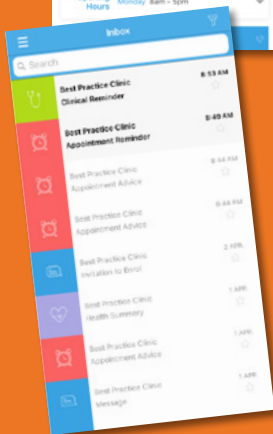 Hours Monday 8am - 5pm
Inbox
Search
Best Practice Clinic 8:53 AM
Clinical Reminder
Best Practice Clinic 8:49 AM
Appointment Reminder
Best Practice Clinic 8:44 AM
Appointment Advice
Best Practice Clinic 8:44 AM
Appointment Advice
Best Practice Clinic 2 APR.
Invitation to Enrol
Best Practice Clinic 1 APR.
Health Summary
Best Practice Clinic 1 APR.
Appointment Advice
Best Practice Clinic 1 APR.
Message